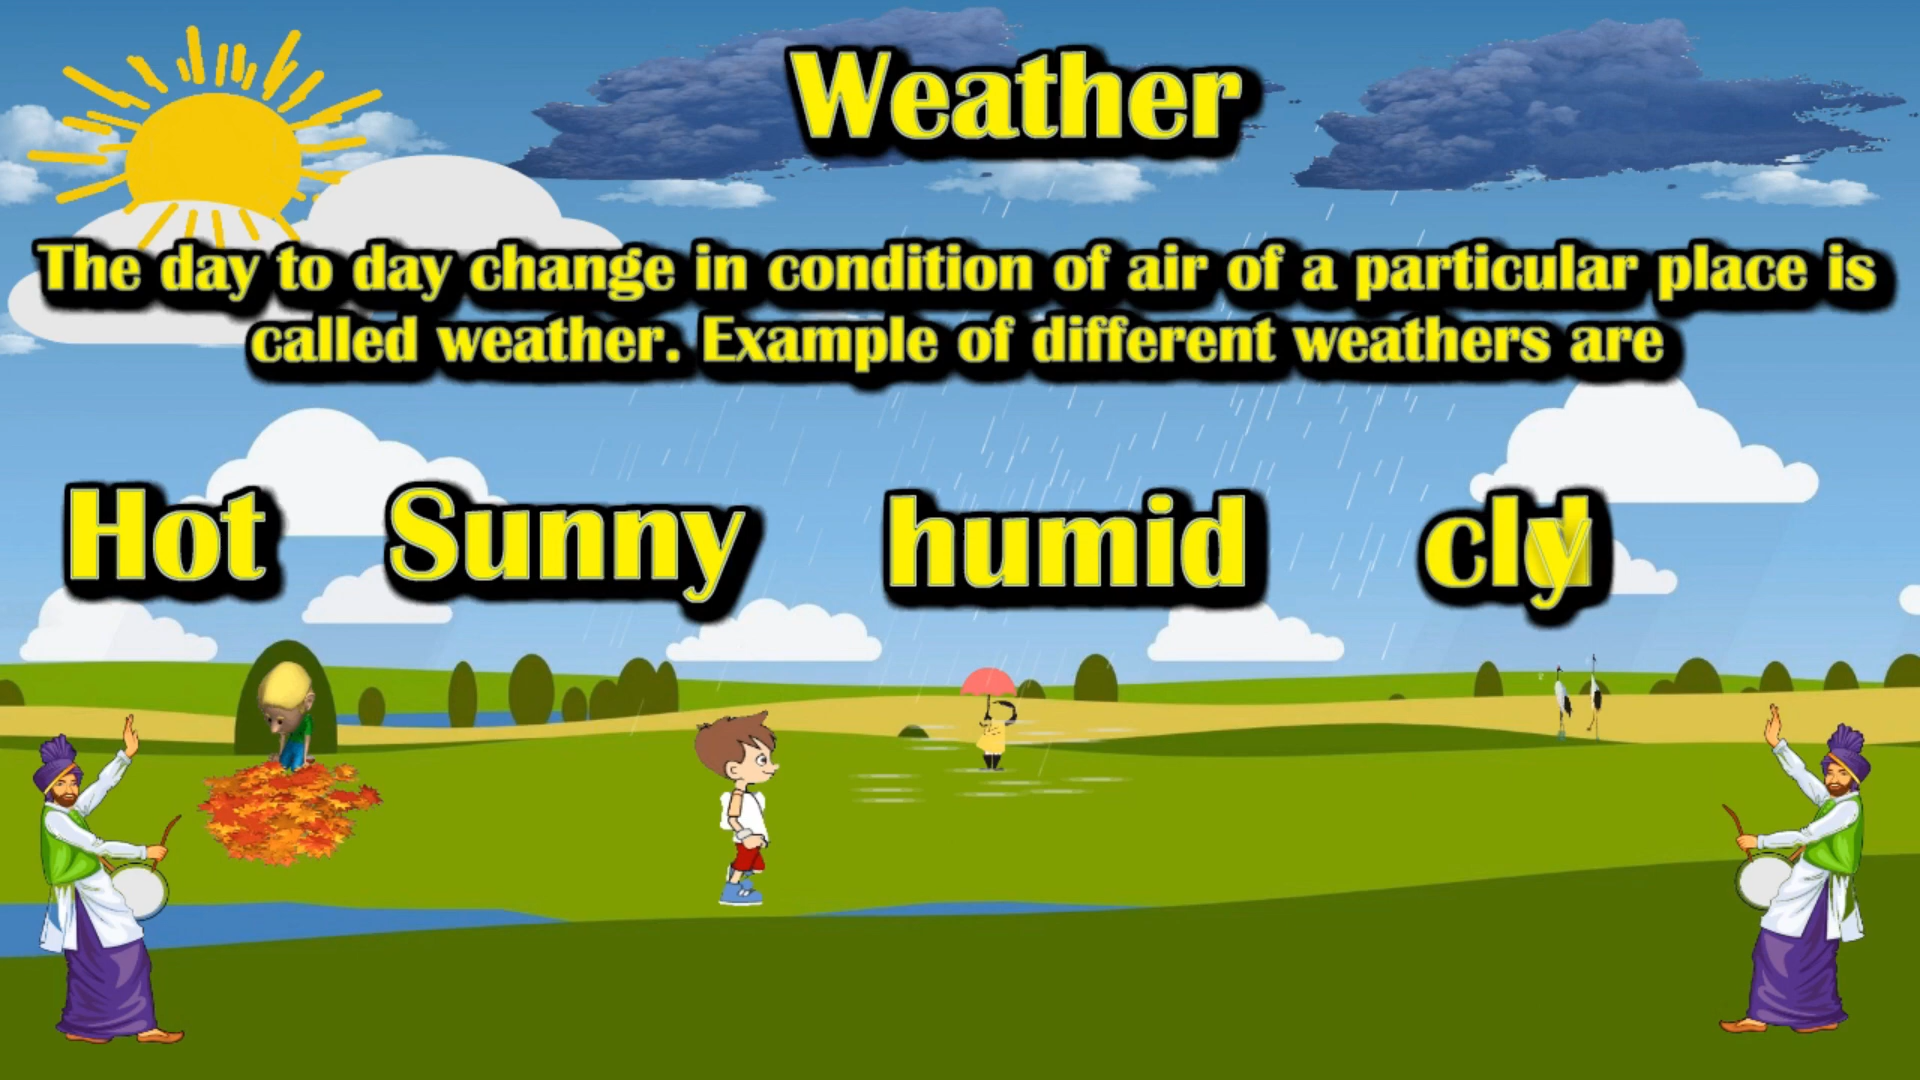 Weather
The day to day change in condition of air of a particular place is
called weather. Example of different weathers are
Hot Sunny humid